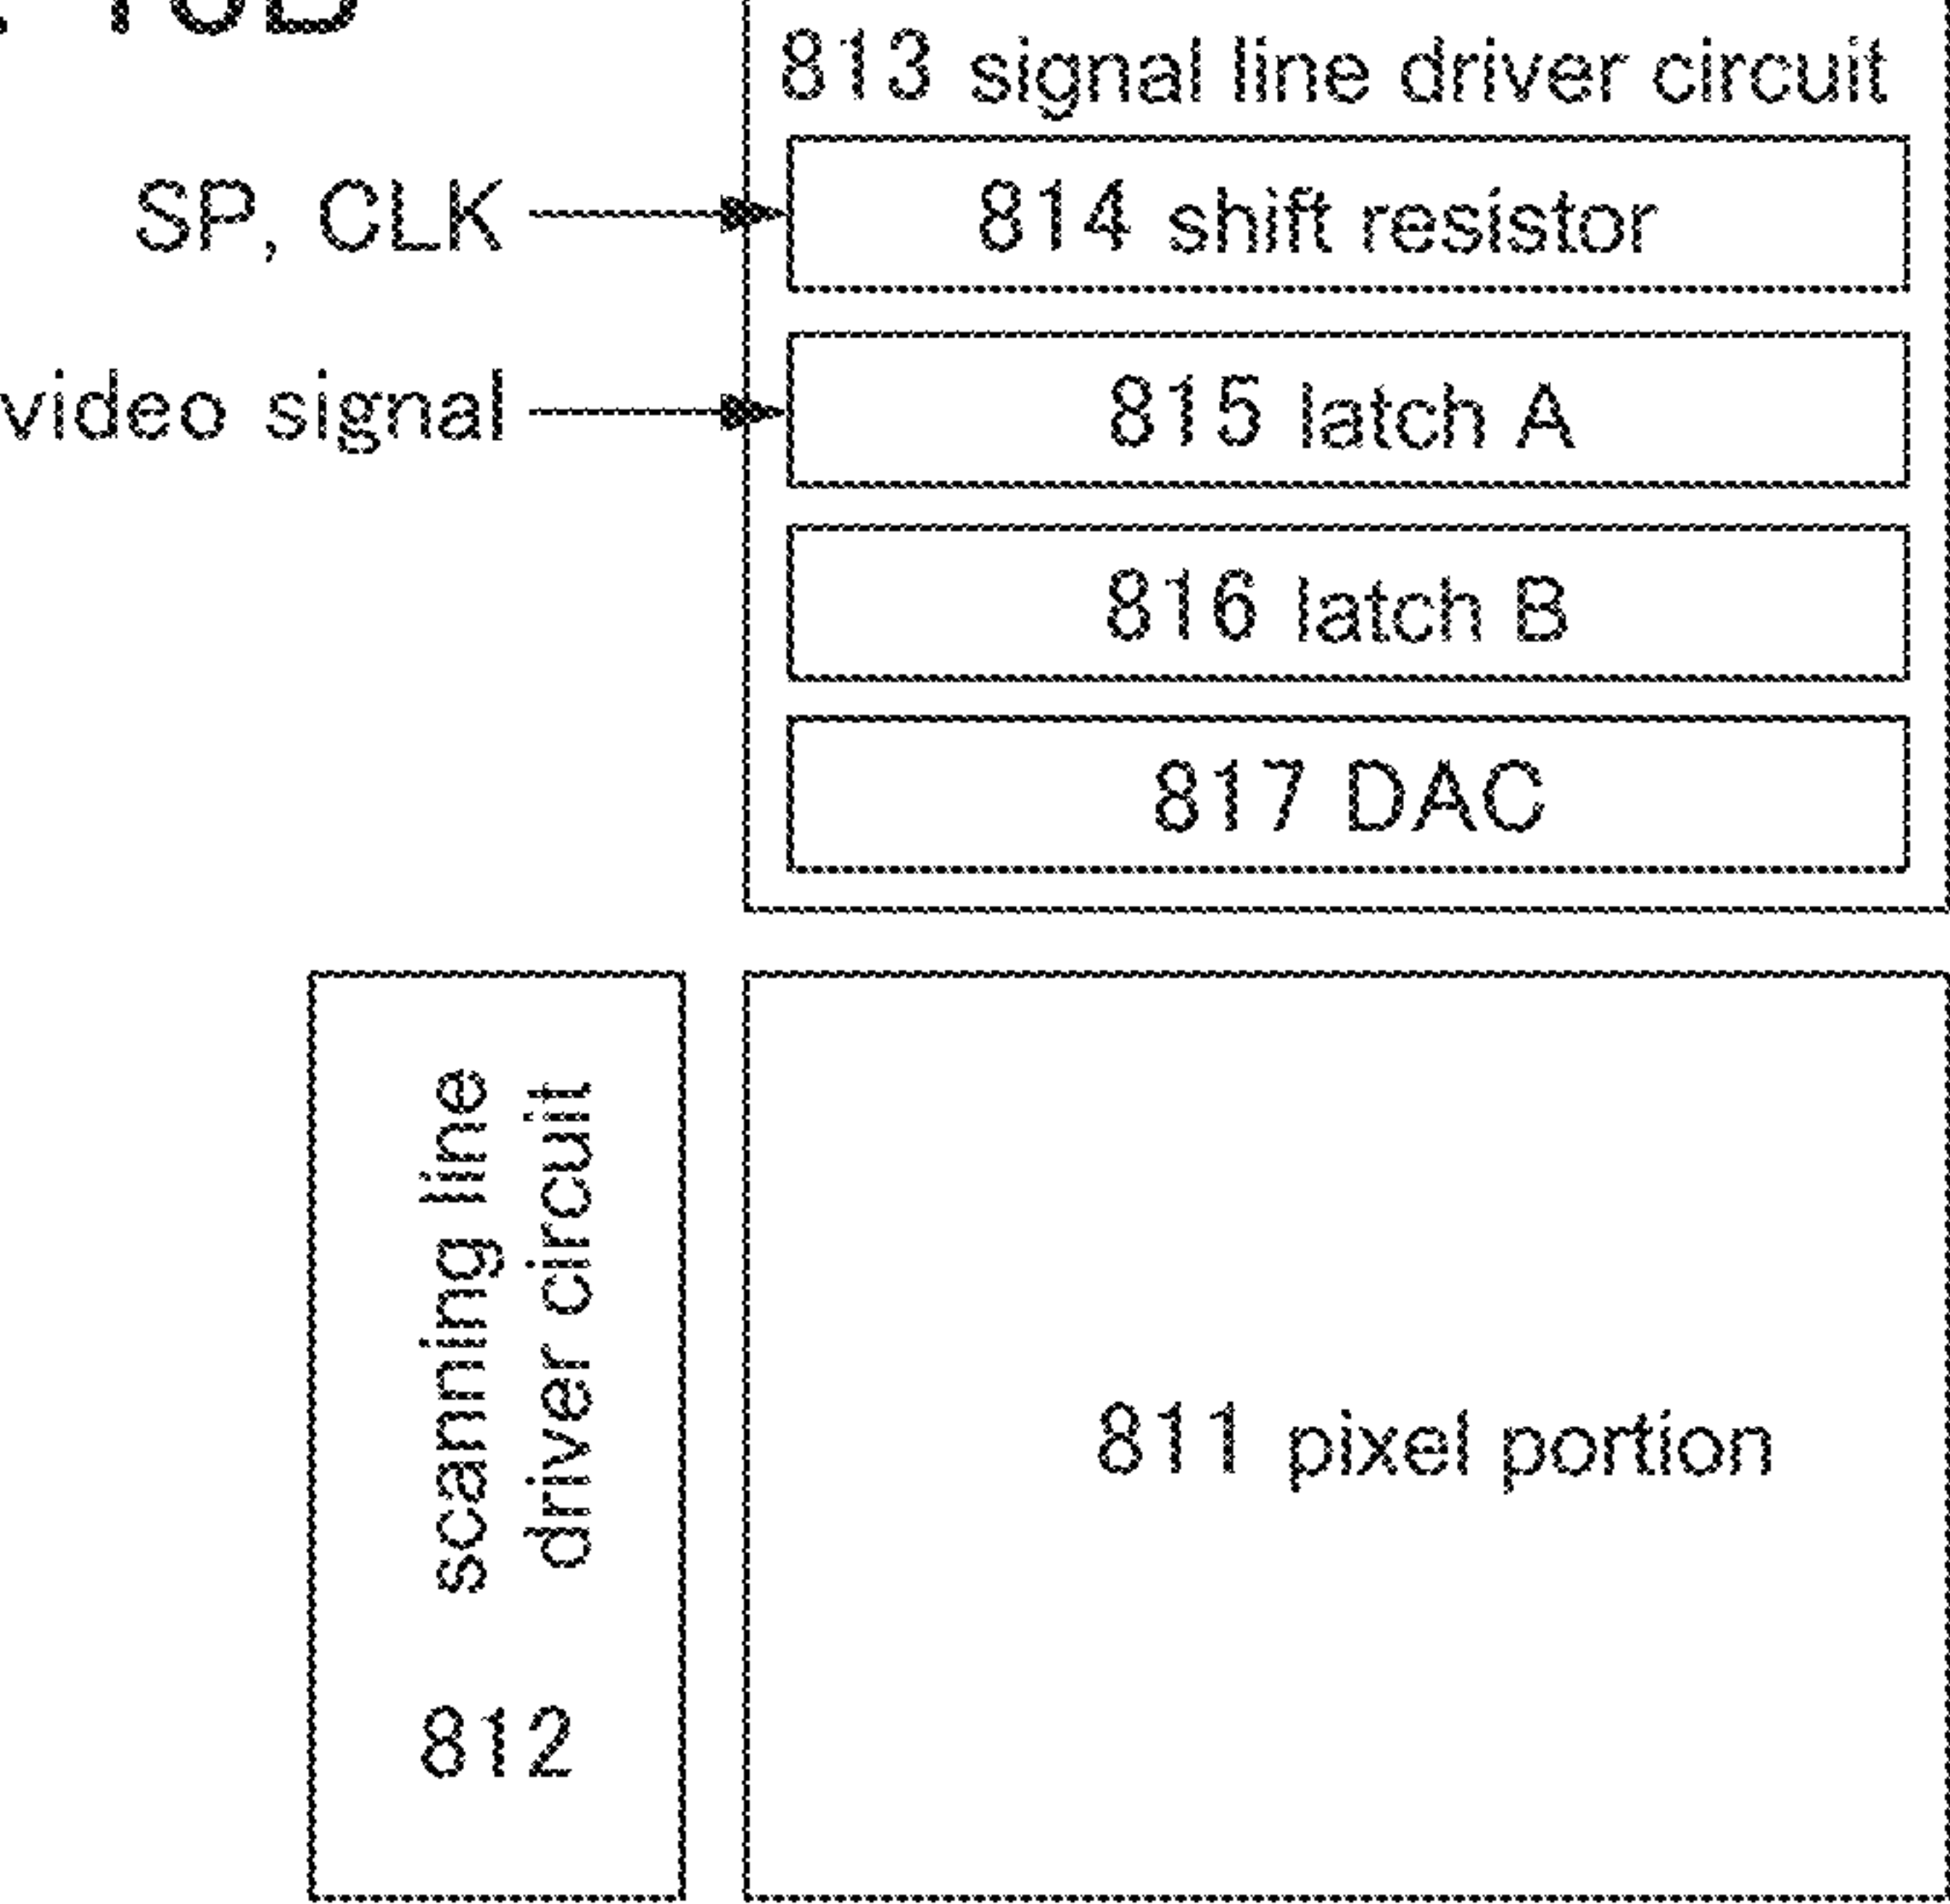 813 signal line driver circuit
SP, CLK
814 shift resistor
video signal
815 latch A
816 latch B
817 DAC
scanning line
driver circuit
812
811 pixel portion